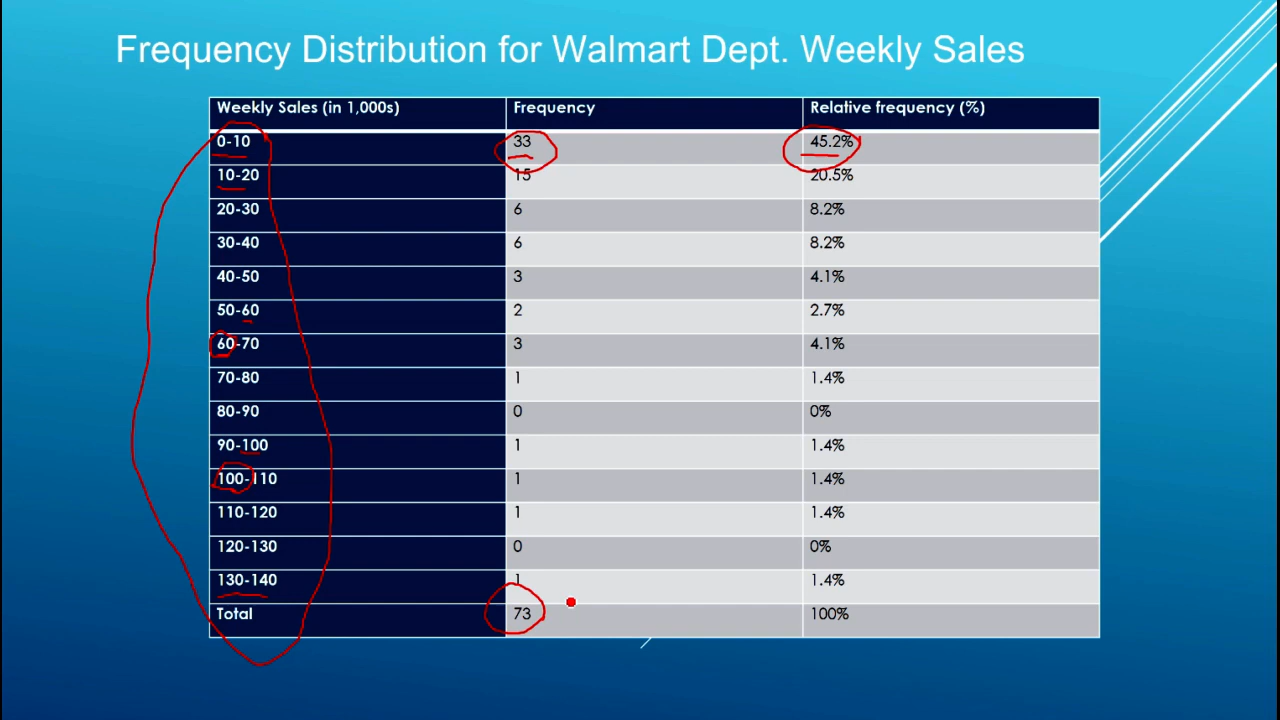 Frequency Distribution for Walmart Dept. Weekly Sales
Weekly Sales (in 1,000s) Frequency Relative frequency (%)
0-10 33 45.2%
10-20 15 20.5%
20-30 6 8.2%
30-40 6 8.2%
40-50 3 4.1%
50-60 2 2.7%
60-70 3 4.1%
70-80 1 1.4%
80-90 0 0%
90-100 1 1.4%
100-110 1 1.4%
110-120 1 1.4%
120-130 0 0%
130-140 1 1.4%
Total 73 100%